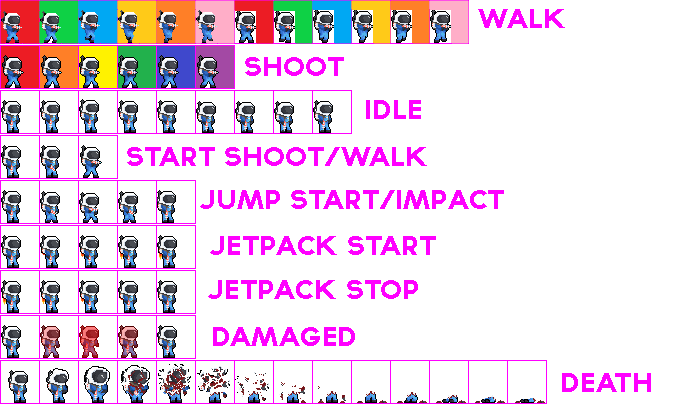 WALK
SHOOT
IDLE
START SHOOT/WALK
JUMP START/IMPACT
JETPACK START
JETPACK STOP
DAMAGED
DEATH